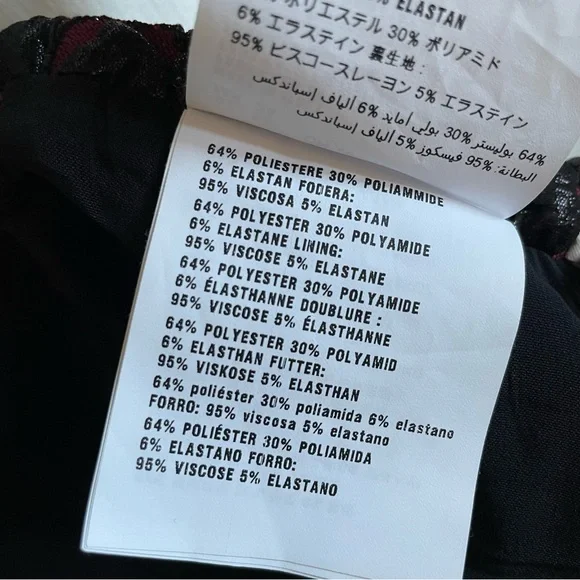 % ELASTAN
ポリエステル 30% ポリアミド
6% エラステイン 裏生地:
95% ビスコースレーヨン 5% エラステイン
64% بوليستر 30% بولي أمايد 6% ألياف إسباندكس
البطانة: 95% فيسكوز 5% ألياف إسباندكس
64% POLIESTERE 30% POLIAMMIDE
6% ELASTAN FODERA:
95% VISCOSA 5% ELASTAN
64% POLYESTER 30% POLYAMIDE
6% ELASTANE LINING:
95% VISCOSE 5% ELASTANE
64% POLYESTER 30% POLYAMIDE
6% ÉLASTHANNE DOUBLURE :
95% VISCOSE 5% ÉLASTHANNE
64% POLYESTER 30% POLYAMID
6% ELASTHAN FUTTER:
95% VISKOSE 5% ELASTHAN
64% poliéster 30% poliamida 6% elastano
FORRO: 95% viscosa 5% elastano
64% POLIÉSTER 30% POLIAMIDA
6% ELASTANO FORRO:
95% VISCOSE 5% ELASTANO